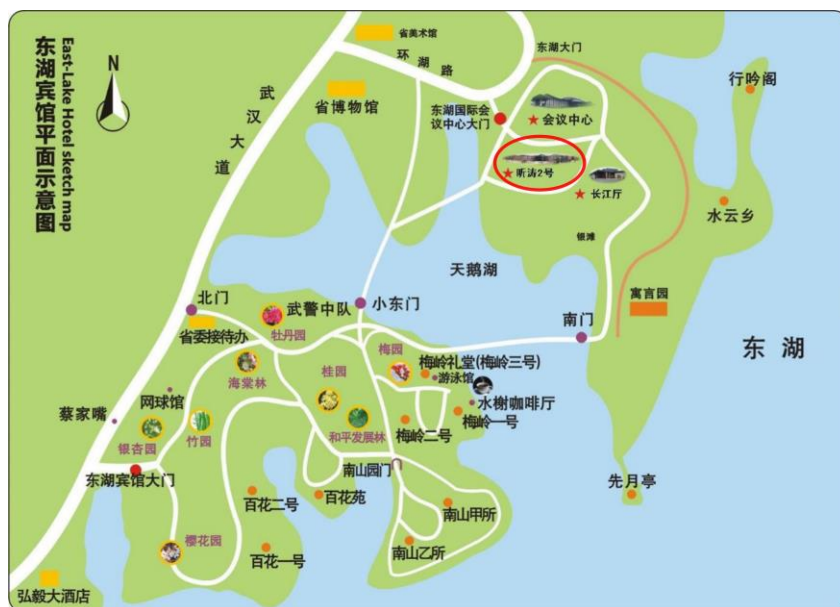 东湖宾馆平面示意图
East-Lake Hotel sketch map
N
武汉大道
省美术馆
环湖路
省博物馆
东湖大门
行吟阁
东湖国际会
议中心大门
会议中心
听涛2号
长江厅
水云乡
银滩
天鹅湖
寓言园
东湖
北门
武警中队
小东门
南门
省委接待办
牡丹园
梅园
梅岭礼堂(梅岭三号)
游泳馆
海棠林
桂园
网球馆
水榭咖啡厅
蔡家嘴
竹园
梅岭一号
银杏园
和平发展林
梅岭二号
东湖宾馆大门
南山园门
先月亭
百花二号
百花苑
南山甲所
樱花园
百花一号
南山乙所
弘毅大酒店